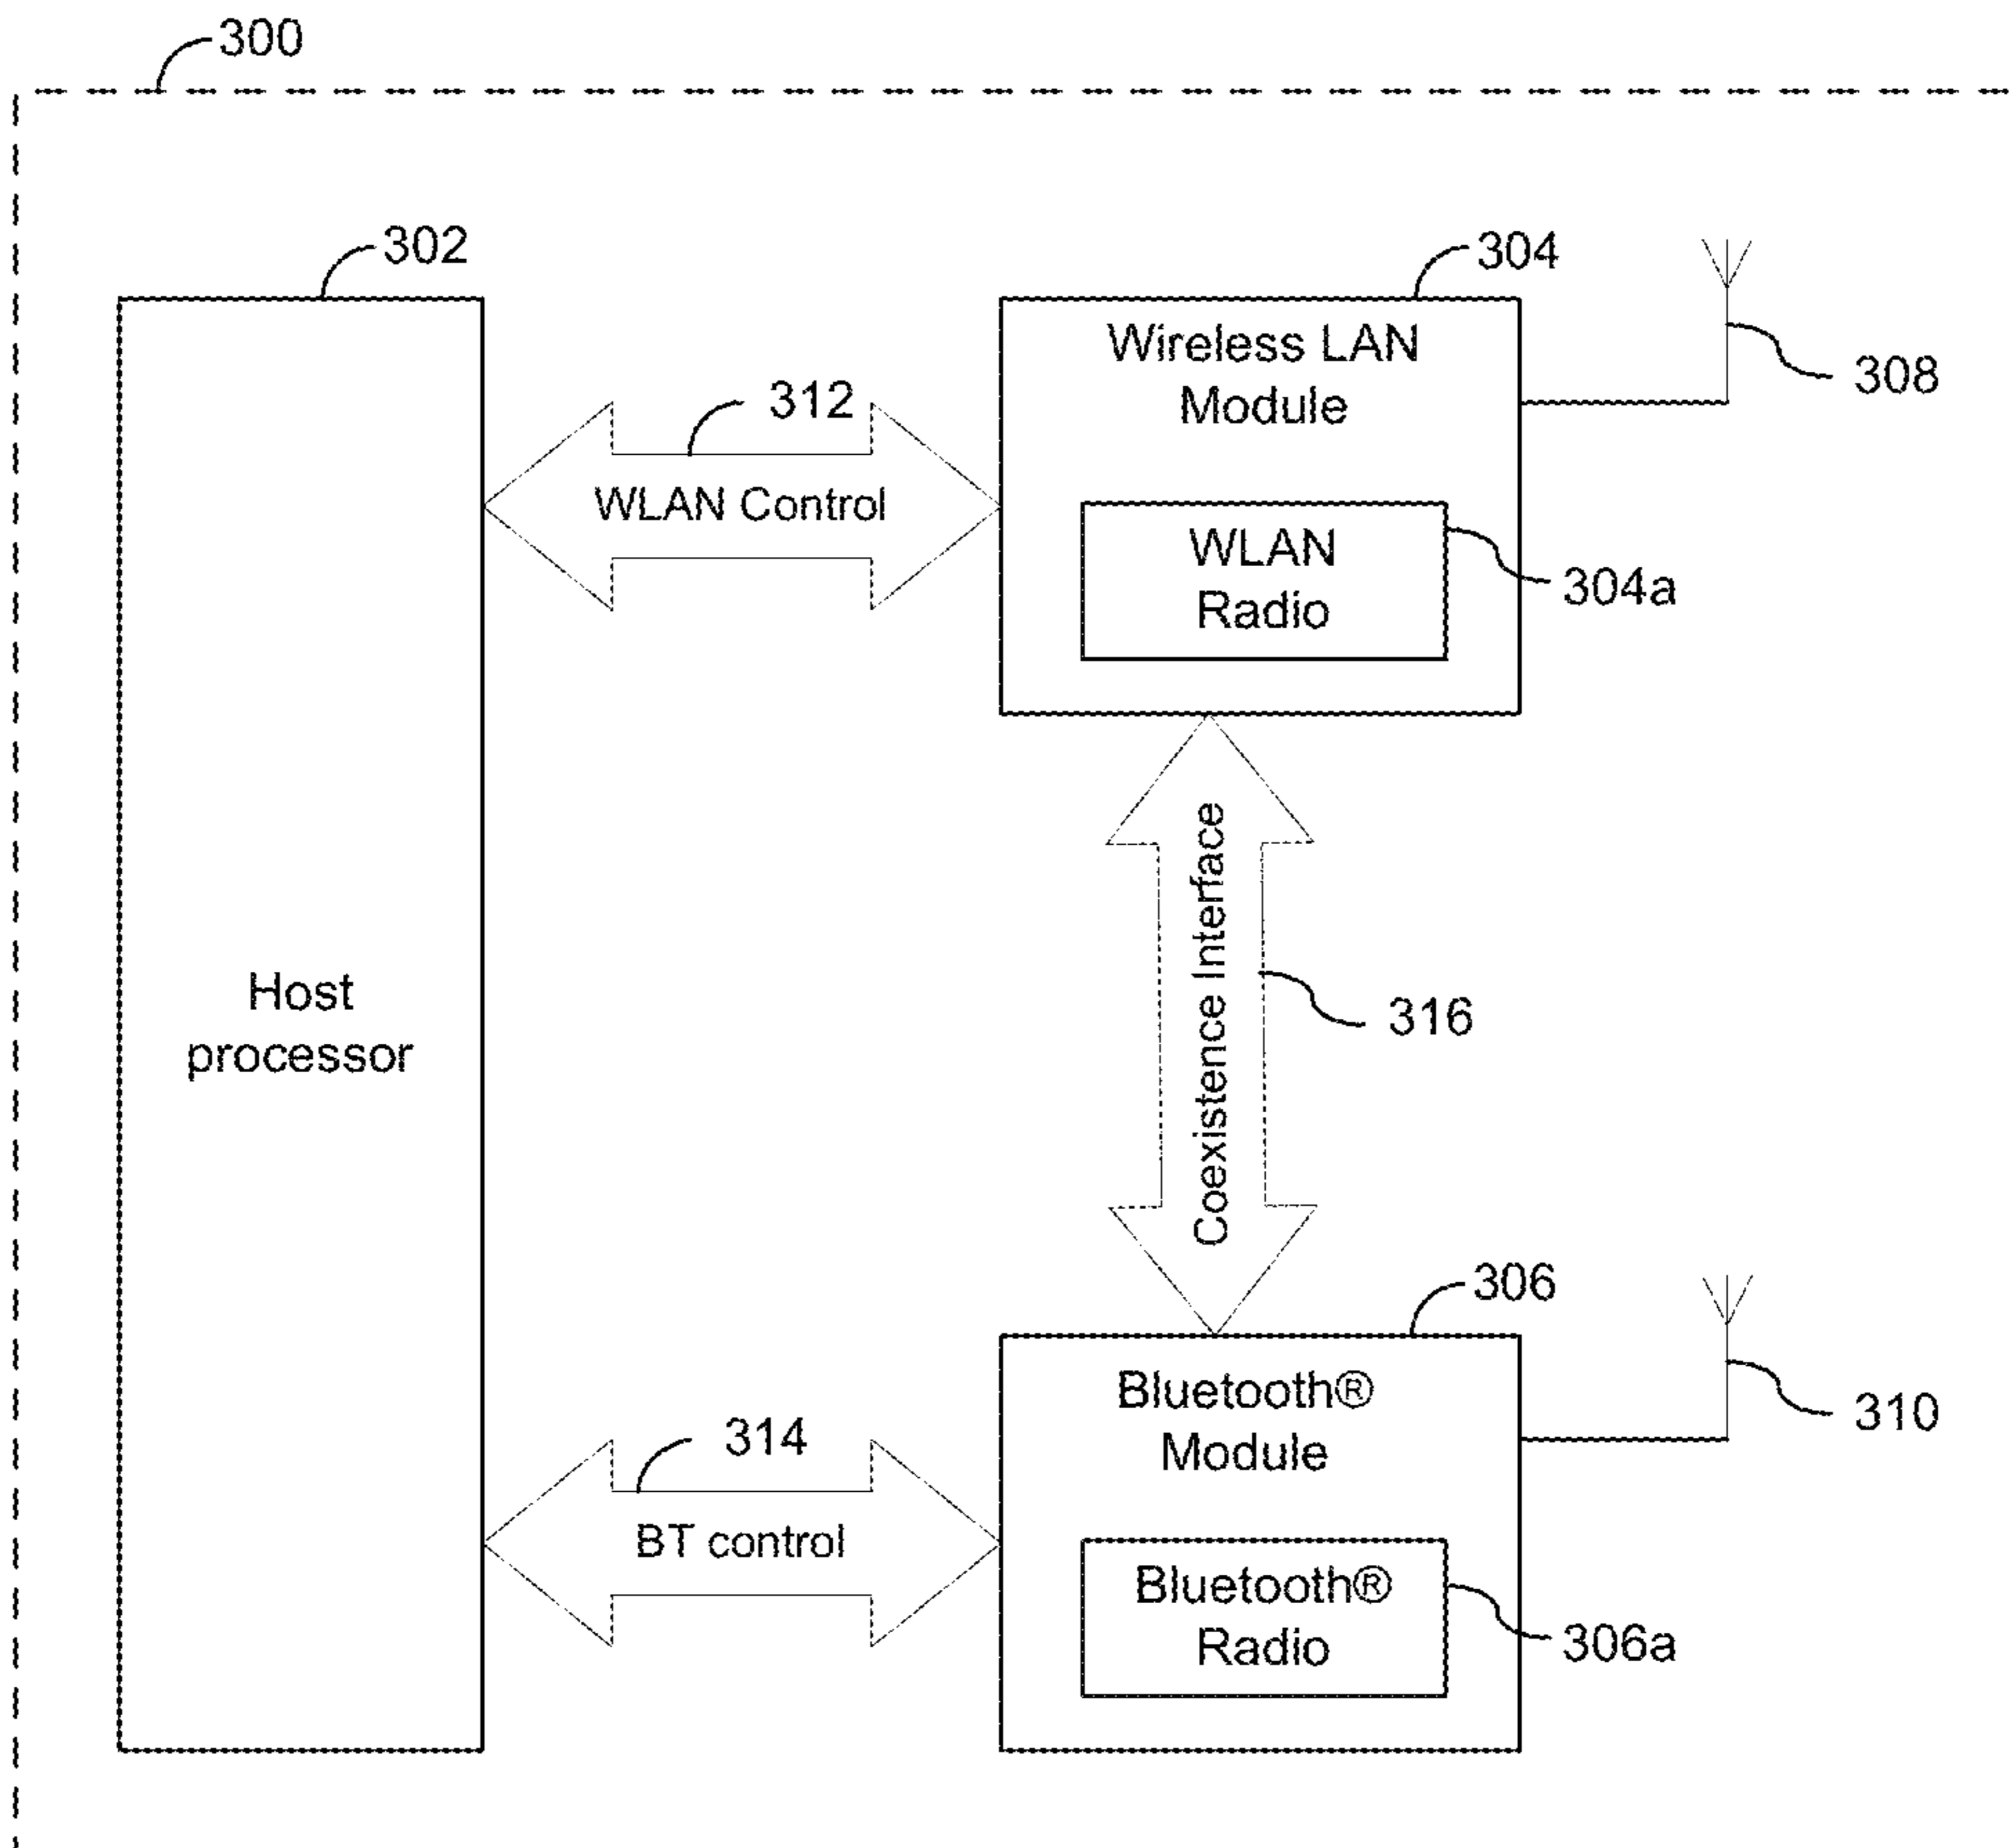 300
302
304
Wireless LAN
Module
308
312
WLAN Control
WLAN
Radio
304a
Coexistence Interface
316
Host
processor
306
Bluetooth®
Module
310
314
BT control
Bluetooth®
Radio
306a